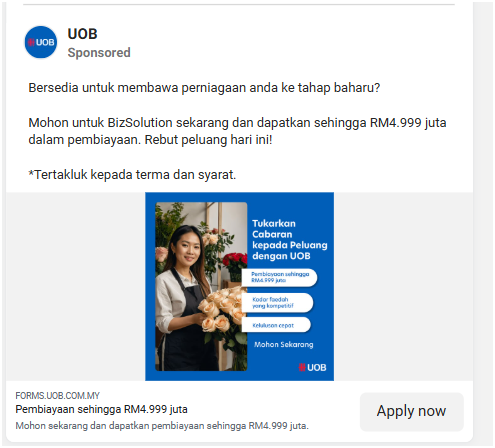 UOB
UOB
Sponsored
Bersedia untuk membawa perniagaan anda ke tahap baharu?
Mohon untuk BizSolution sekarang dan dapatkan sehingga RM4.999 juta
dalam pembiayaan. Rebut peluang hari ini!
*Tertakluk kepada terma dan syarat.
Tukarkan
Cabaran
kepada Peluang
dengan UOB
Pembiayaan sehingga
RM4.999 juta
Kadar faedah
yang kompetitif
Kelulusan cepat
Mohon Sekarang
UOB
FORMS.UOB.COM.MY
Pembiayaan sehingga RM4.999 juta
Mohon sekarang dan dapatkan pembiayaan sehingga RM4.999 juta.
Apply now